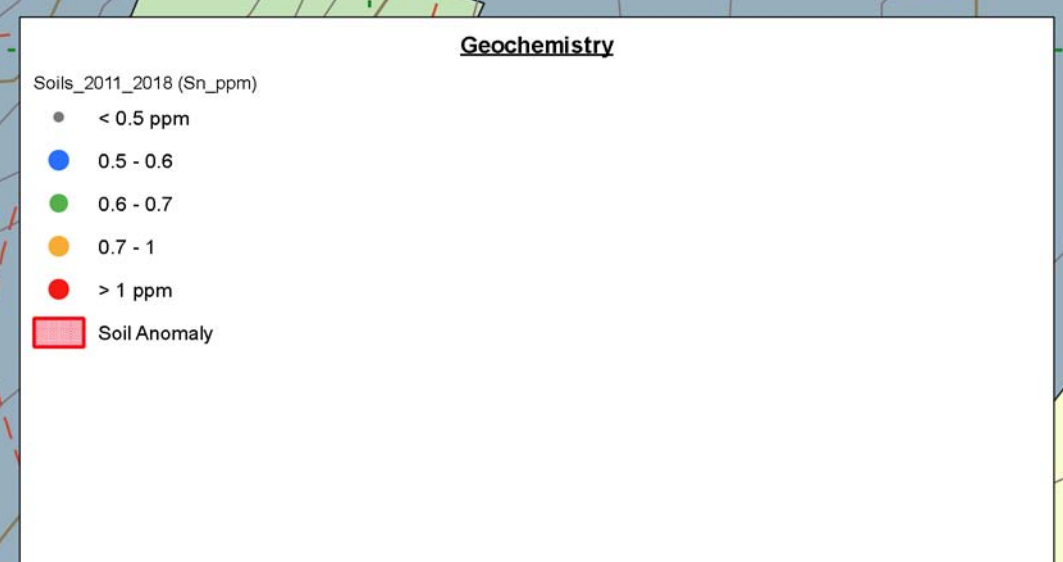 Geochemistry
Soils_2011_2018 (Sn_ppm)
< 0.5 ppm
0.5 - 0.6
0.6 - 0.7
0.7 - 1
> 1 ppm
Soil Anomaly